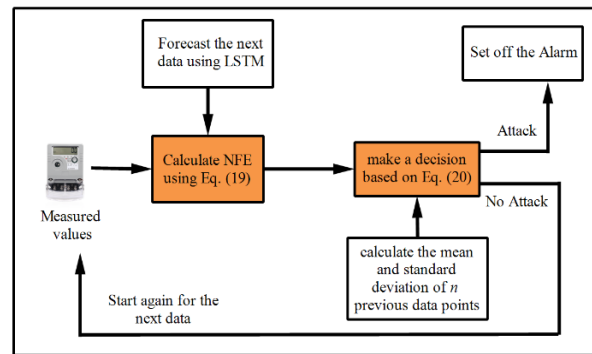 Forecast the next
data using LSTM
Set off the Alarm
Attack
Calculate NFE
using Eq. (19)
make a decision
based on Eq. (20)
No Attack
Measured
values
calculate the mean
and standard
deviation of n
previous data points
Start again for the
next data